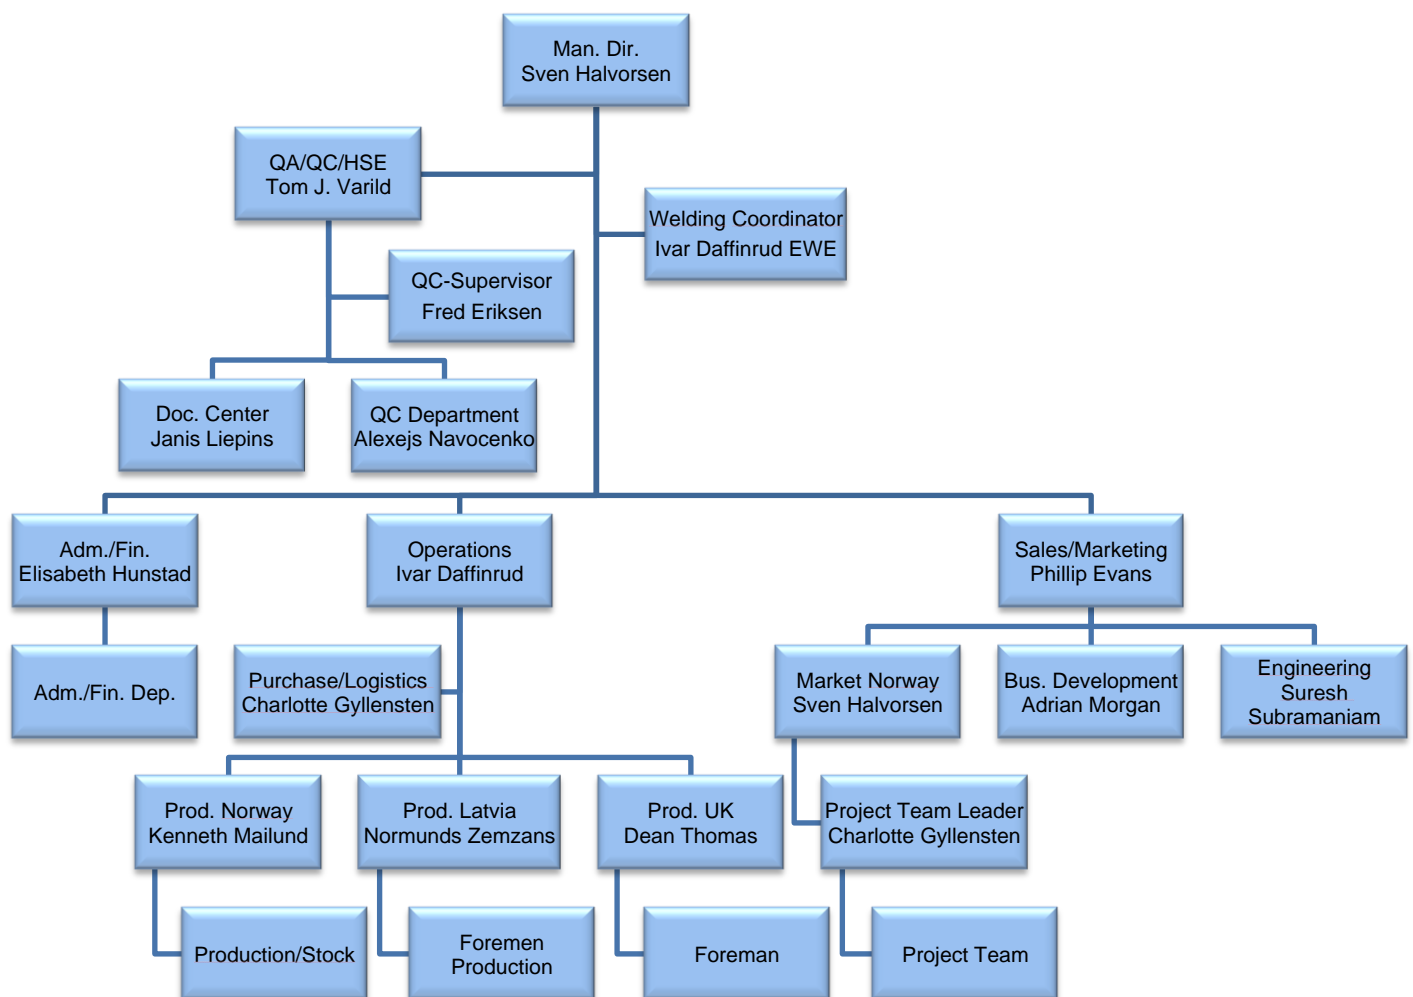 Man. Dir.
Sven Halvorsen
QA/QC/HSE
Tom J. Varild
Welding Coordinator
Ivar Daffinrud EWE
QC-Supervisor
Fred Eriksen
Doc. Center
Janis Liepins
QC Department
Alexejs Navocenko
Adm./Fin.
Elisabeth Hunstad
Operations
Ivar Daffinrud
Sales/Marketing
Phillip Evans
Adm./Fin. Dep.
Purchase/Logistics
Charlotte Gyllensten
Market Norway
Sven Halvorsen
Bus. Development
Adrian Morgan
Engineering
Suresh
Subramaniam
Prod. Norway
Kenneth Mailund
Prod. Latvia
Normunds Zemzans
Prod. UK
Dean Thomas
Project Team Leader
Charlotte Gyllensten
Production/Stock
Foremen
Production
Foreman
Project Team